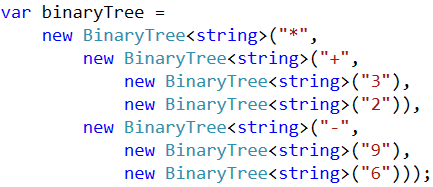 var binaryTree =
    new BinaryTree<string>("*",
        new BinaryTree<string>("+",
            new BinaryTree<string>("3"),
            new BinaryTree<string>("2")),
        new BinaryTree<string>("-",
            new BinaryTree<string>("9"),
            new BinaryTree<string>("6")));